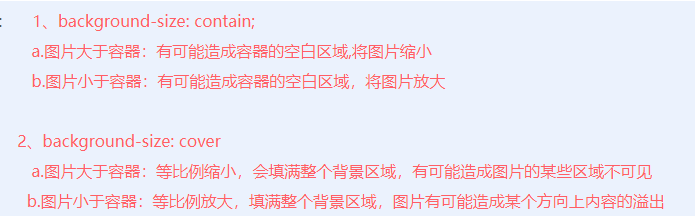 : 1、background-size: contain;
a.图片大于容器：有可能造成容器的空白区域,将图片缩小
b.图片小于容器：有可能造成容器的空白区域，将图片放大
2、background-size: cover
a.图片大于容器：等比例缩小，会填满整个背景区域，有可能造成图片的某些区域不可见
b.图片小于容器：等比例放大，填满整个背景区域，图片有可能造成某个方向上内容的溢出